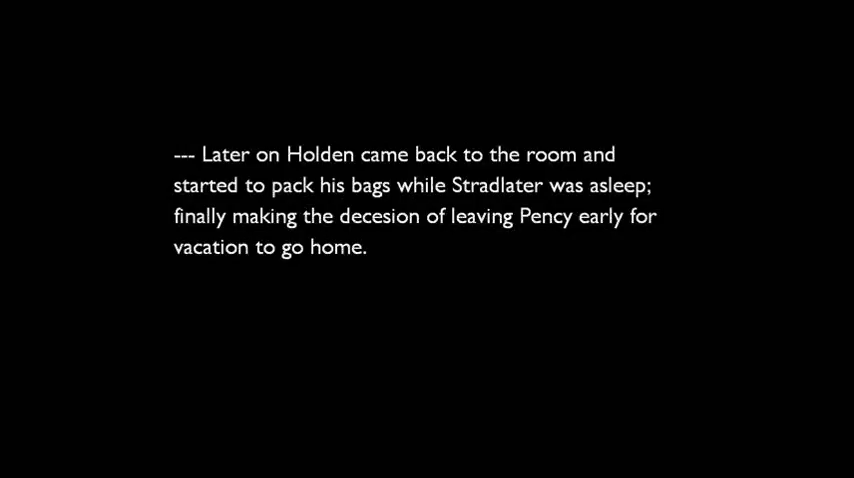 --- Later on Holden came back to the room and
started to pack his bags while Stradlater was asleep;
finally making the decesion of leaving Pency early for
vacation to go home.